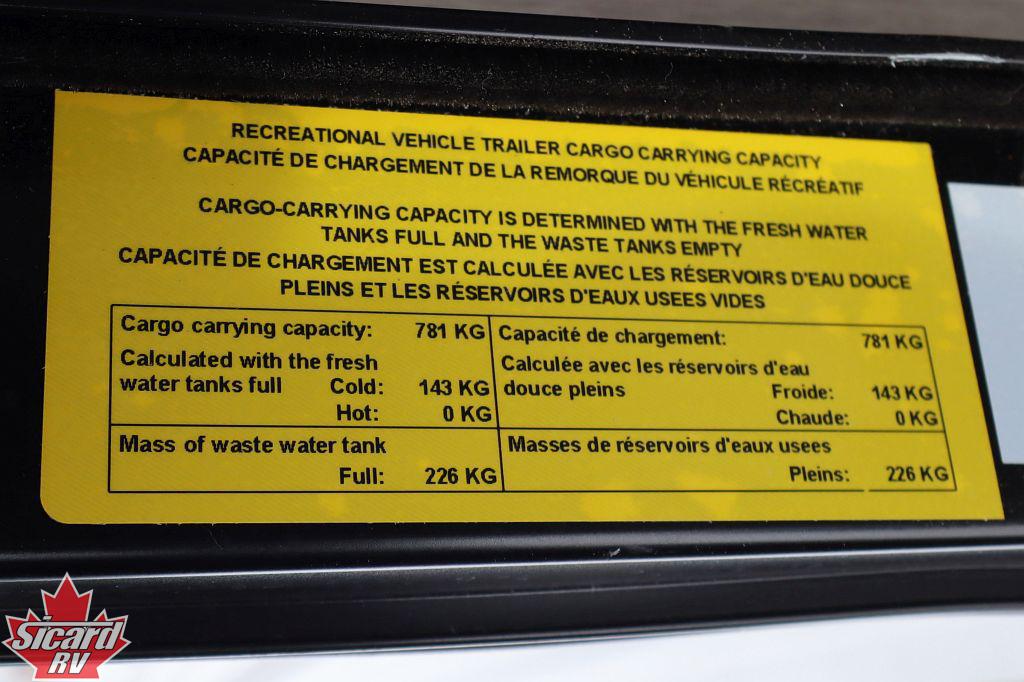 RECREATIONAL VEHICLE TRAILER CARGO CARRYING CAPACITY
CAPACITÉ DE CHARGEMENT DE LA REMORQUE DU VÉHICULE RÉCRÉATIF
CARGO-CARRYING CAPACITY IS DETERMINED WITH THE FRESH WATER
TANKS FULL AND THE WASTE TANKS EMPTY
CAPACITÉ DE CHARGEMENT EST CALCULÉE AVEC LES RÉSERVOIRS D'EAU DOUCE
PLEINS ET LES RÉSERVOIRS D'EAUX USEES VIDES
Cargo carrying capacity: 781 KG
Calculated with the fresh
water tanks full Cold: 143 KG
Hot: 0 KG
Mass of waste water tank
Full: 226 KG
Capacité de chargement: 781 KG
Calculée avec les réservoirs d'eau
douce pleins Froide: 143 KG
Chaude: 0 KG
Masses de réservoirs d'eaux usees
Pleins: 226 KG
Sicard
RV